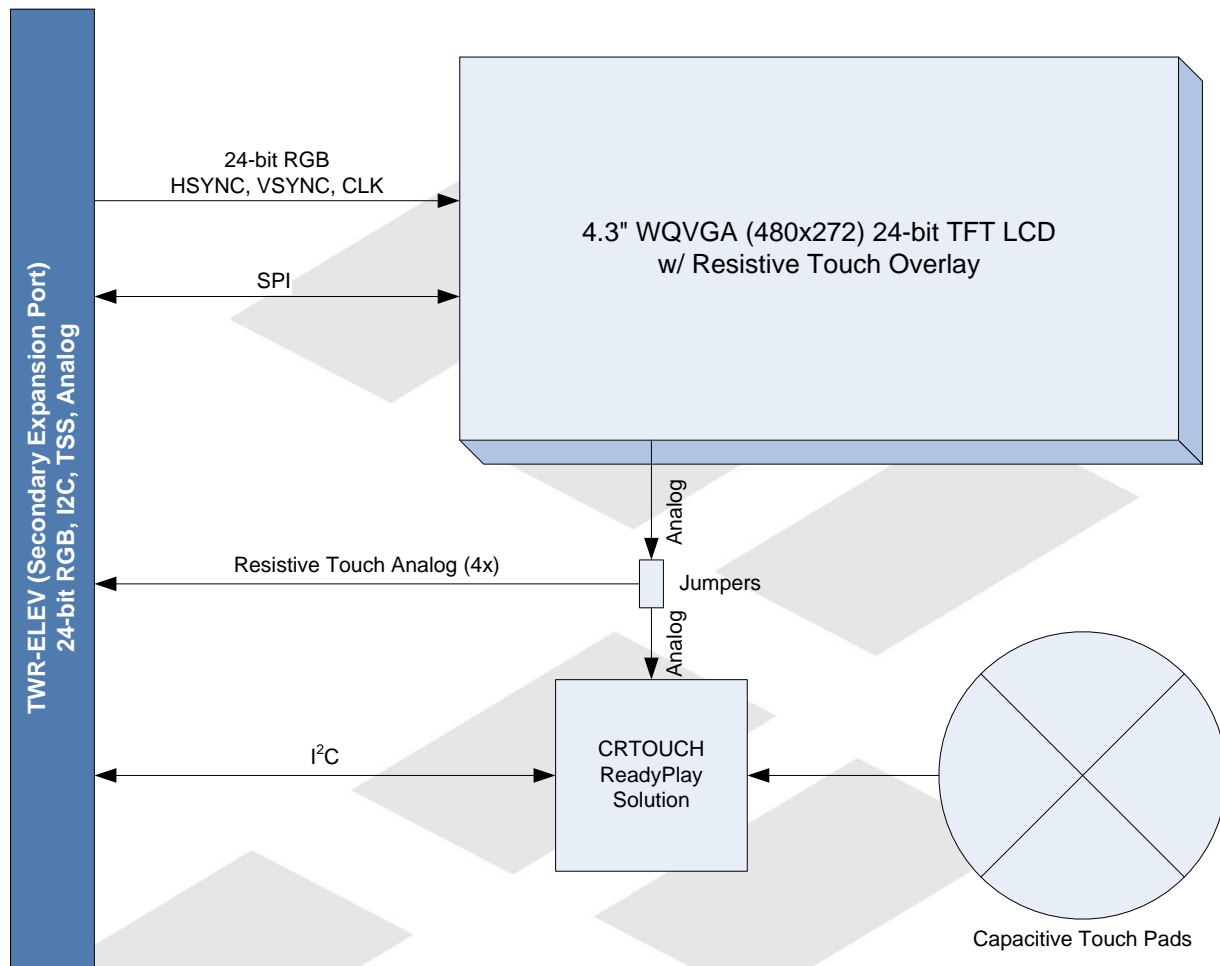 TWR-ELEV (Secondary Expansion Port)
24-bit RGB, I2C, TSS, Analog
24-bit RGB
HSYNC, VSYNC, CLK
4.3" WQVGA (480x272) 24-bit TFT LCD
w/ Resistive Touch Overlay
SPI
Analog
Resistive Touch Analog (4x)
Jumpers
Analog
I²C
CRTOUCH
ReadyPlay
Solution
Capacitive Touch Pads